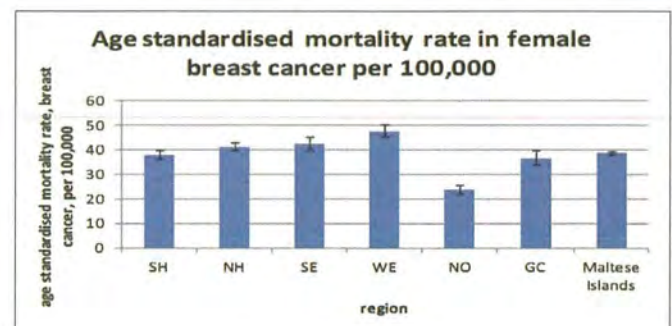 Age standardised mortality rate in female
breast cancer per 100,000
age standardised mortality rate, breast
cancer, per 100,000
60
50
40
30
20
10
0
SH NH SE WE NO GC Maltese
Islands
region